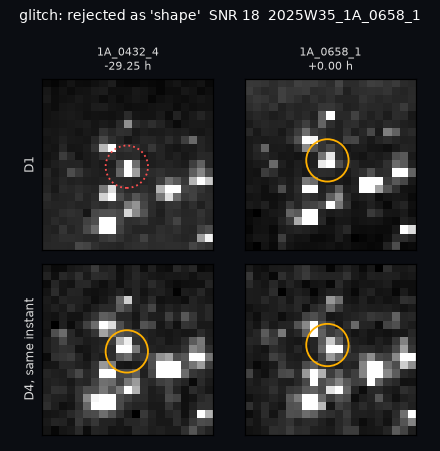 glitch: rejected as 'shape'  SNR 18  2025W35_1A_0658_1
1A_0432_4
-29.25 h
1A_0658_1
+0.00 h
D1
D4, same instant